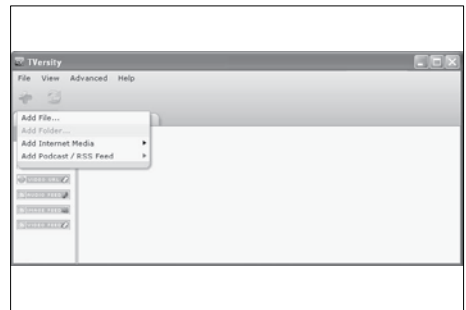 TVersity
File View Advanced Help
Add File...
Add Folder...
Add Internet Media
Add Podcast / RSS Feed